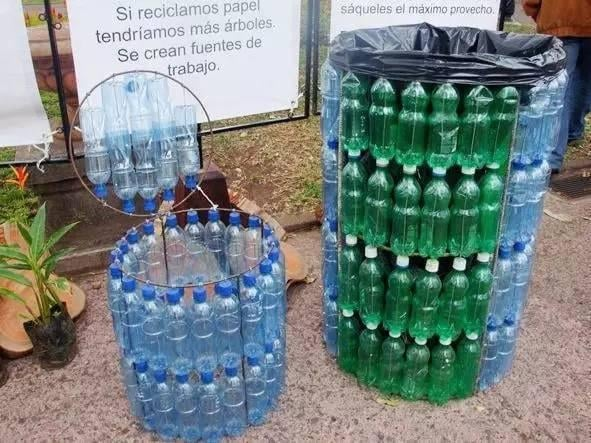 Si reciclamos papel
tendríamos más árboles.
Se crean fuentes de
trabajo.
sáqueles el máximo provecho.